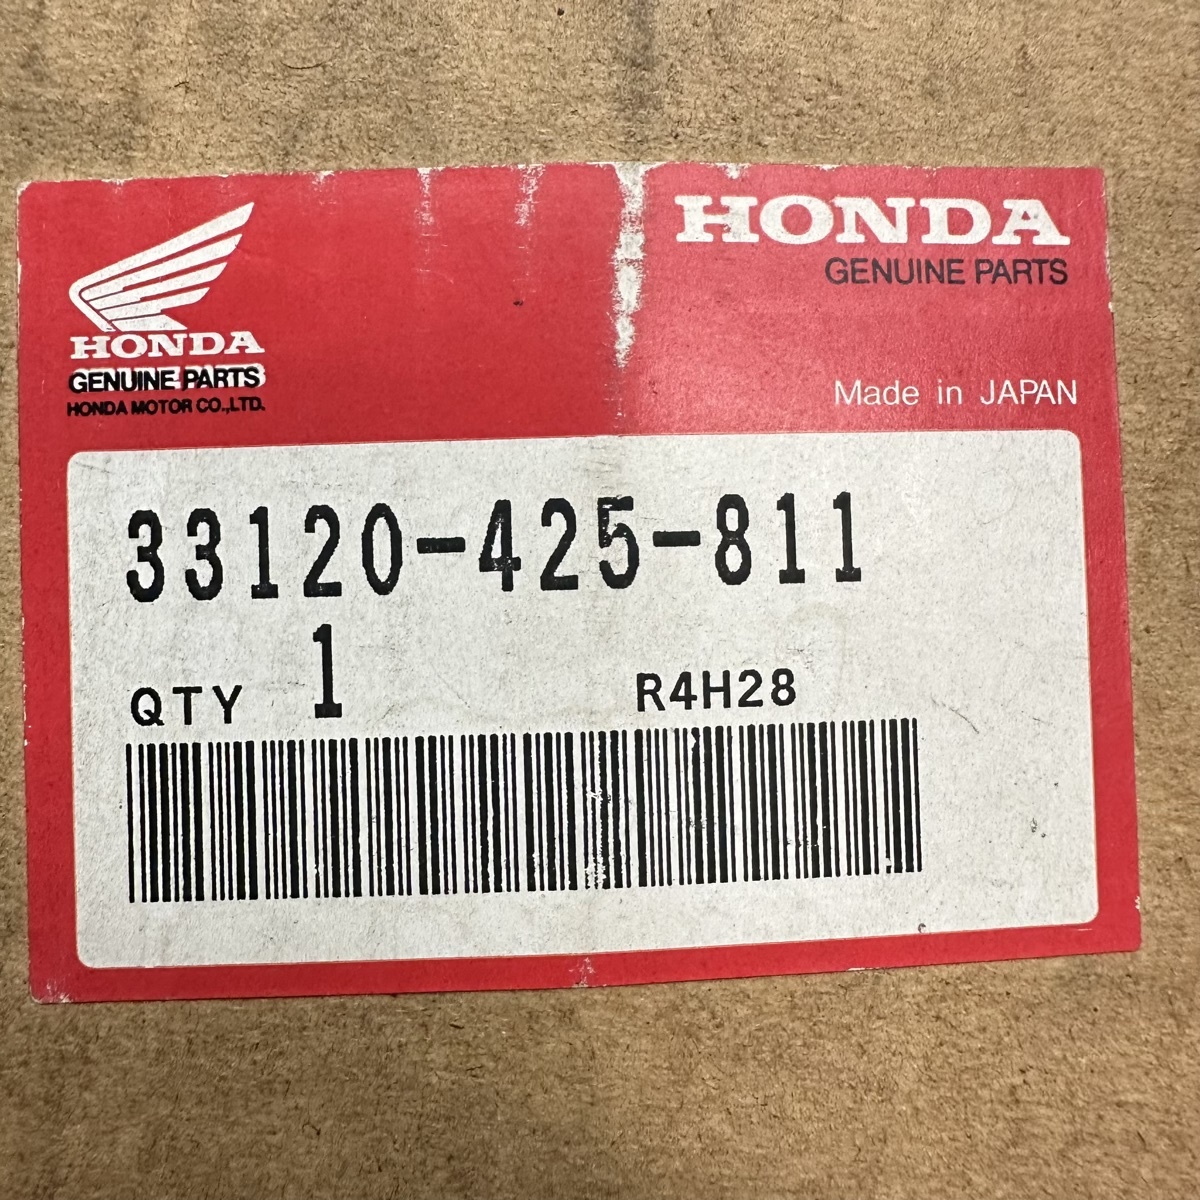 HONDA
GENUINE PARTS
HONDA MOTOR CO.,LTD.
HONDA
GENUINE PARTS
Made in JAPAN
33120-425-811
QTY 1 R4H28